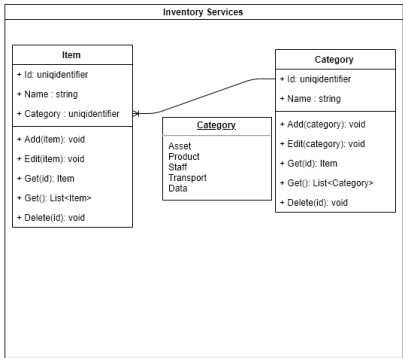 Inventory Services
Item
+ Id: uniqidentifier
+ Name : string
+ Category : uniqidentifier
+ Add(item): void
+ Edit(item): void
+ Get(id): Item
+ Get(): List<Item>
+ Delete(id): void
Category
Asset
Product
Staff
Transport
Data
Category
+ Id: uniqidentifier
+ Name : string
+ Add(category): void
+ Edit(category): void
+ Get(id): Item
+ Get(): List<Category>
+ Delete(id): void